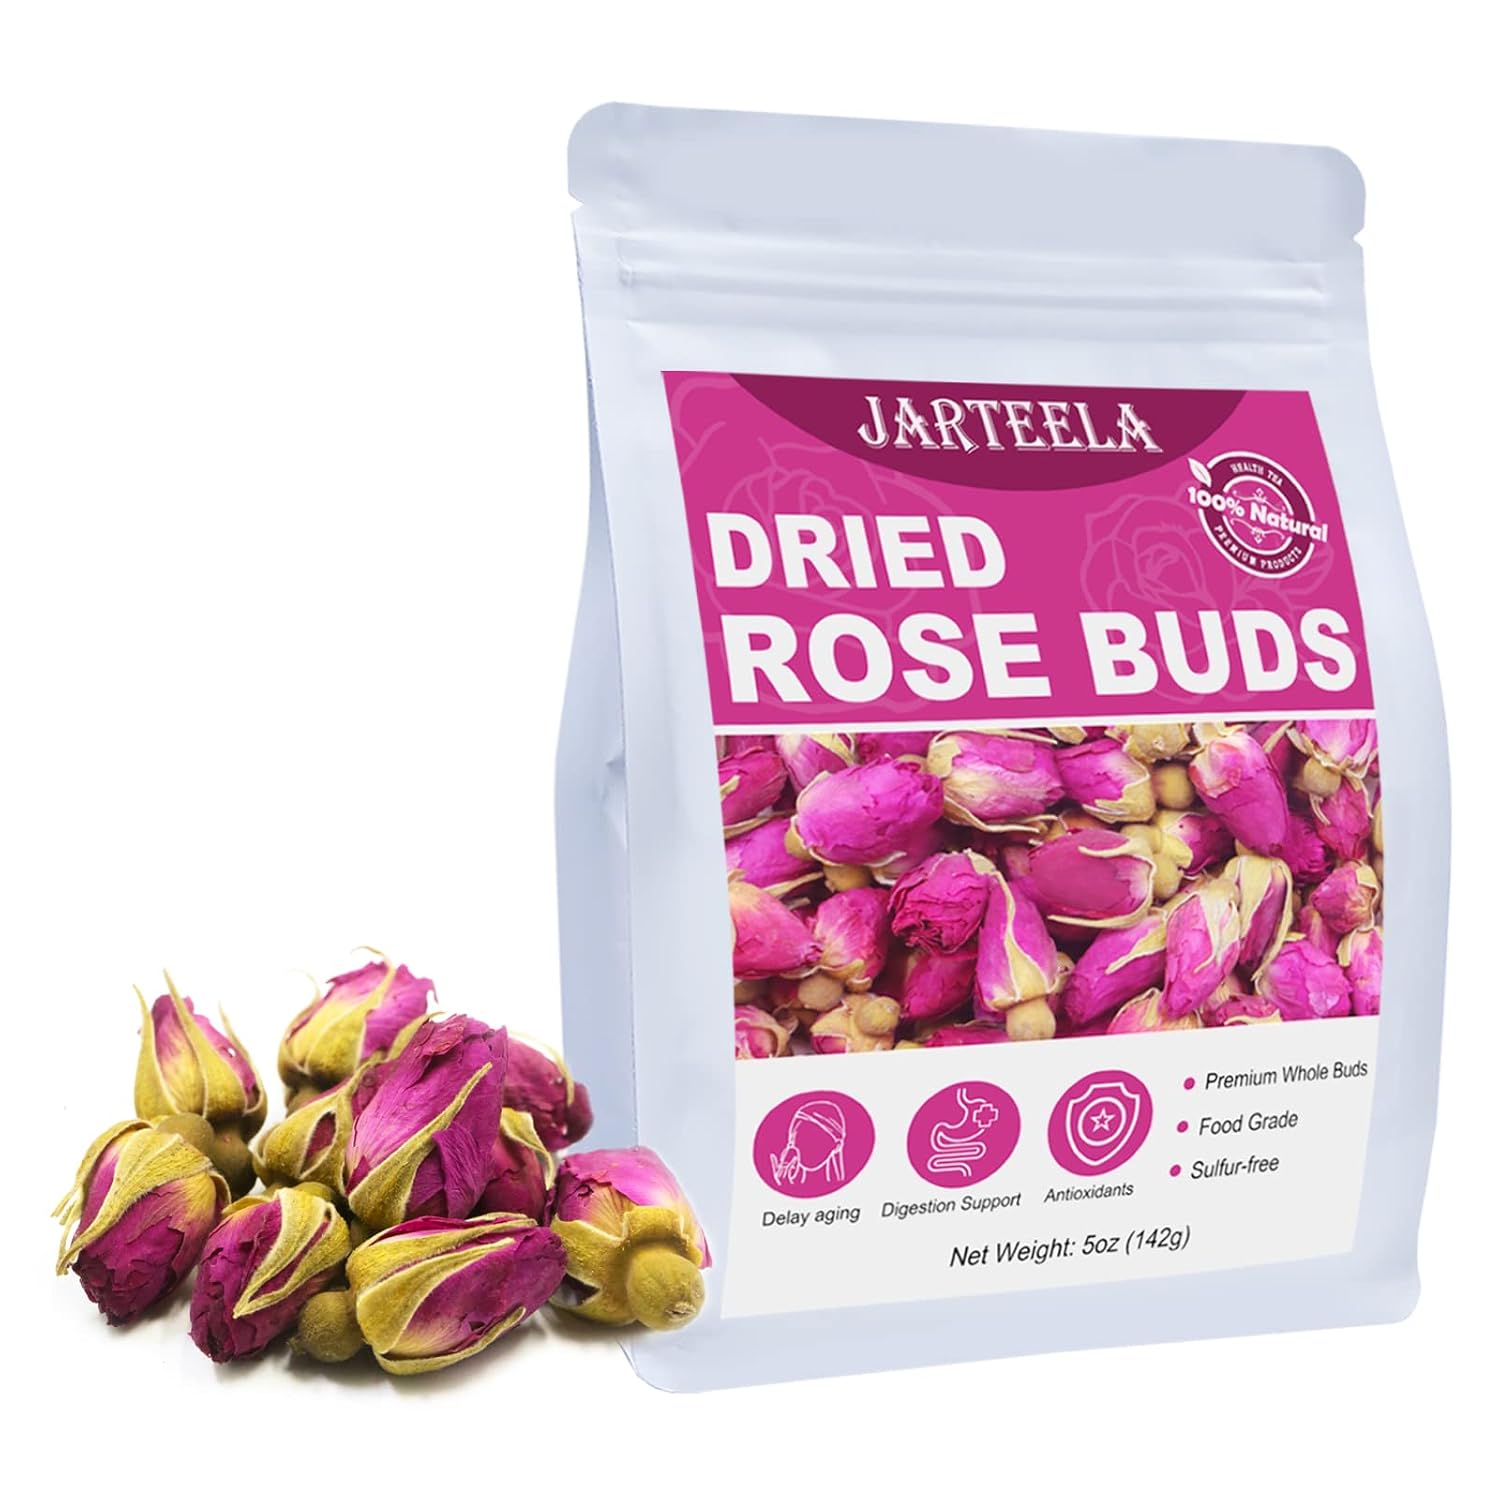 JARTEELA
HEALTH TEA
100% Natural
PREMIUM PRODUCTS
DRIED
ROSE BUDS
Delay aging
Digestion Support
Antioxidants
• Premium Whole Buds
• Food Grade
• Sulfur-free
Net Weight: 5oz (142g)